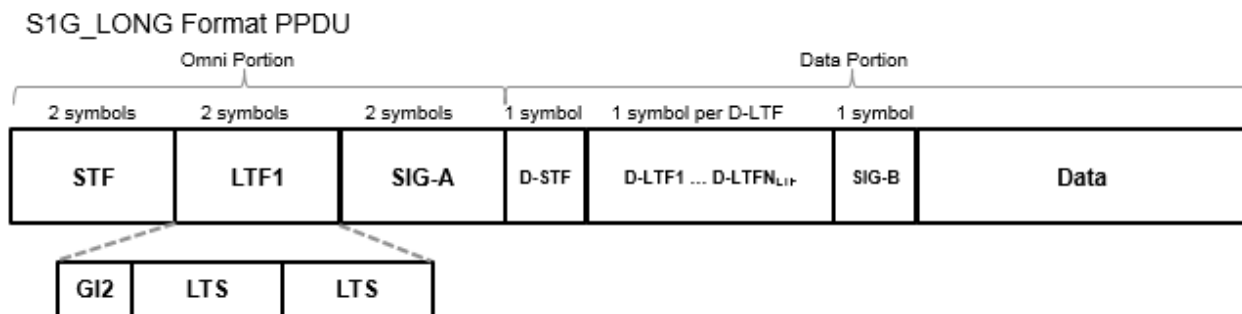 S1G_LONG Format PPDU
Omni Portion Data Portion
2 symbols 2 symbols 2 symbols 1 symbol 1 symbol per D-LTF 1 symbol
STF LTF1 SIG-A D-STF D-LTF1 ... D-LTFN SIG-B Data
GI2 LTS LTS